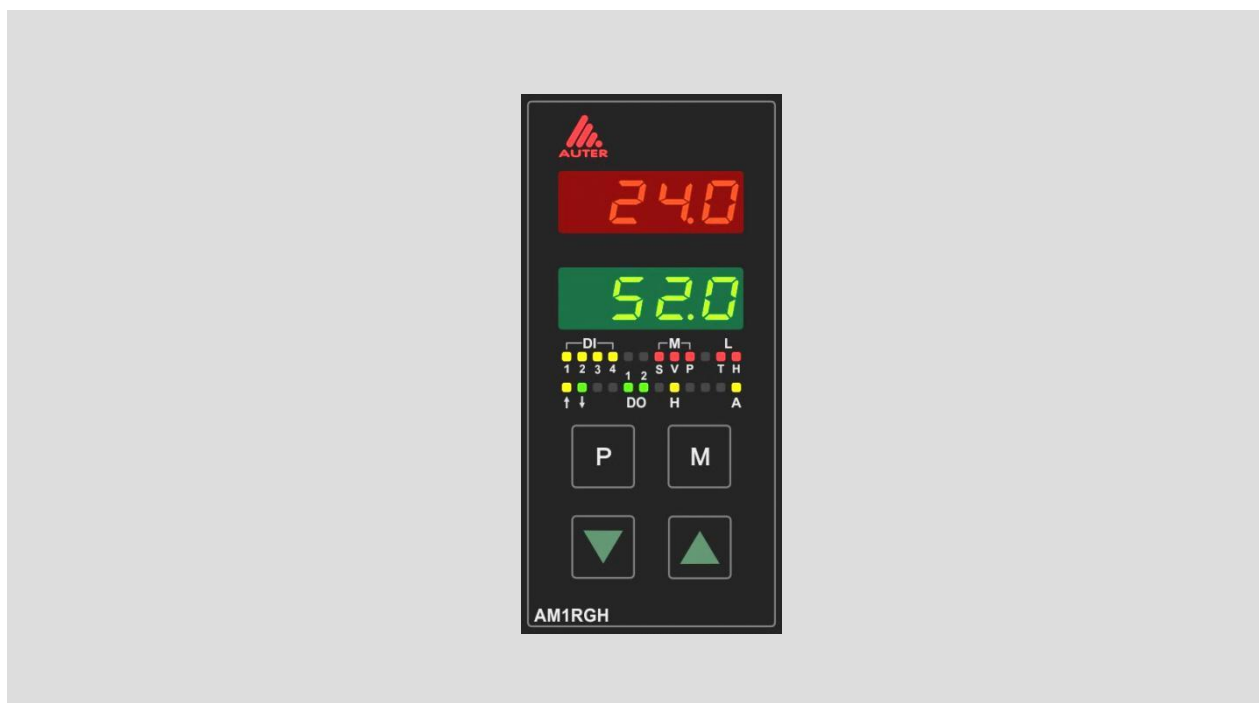 AUTER
24.0
52.0
DI M L
1 2 3 4 S V P T H
1 2
↑ ↓ DO H A
P M
AM1RGH